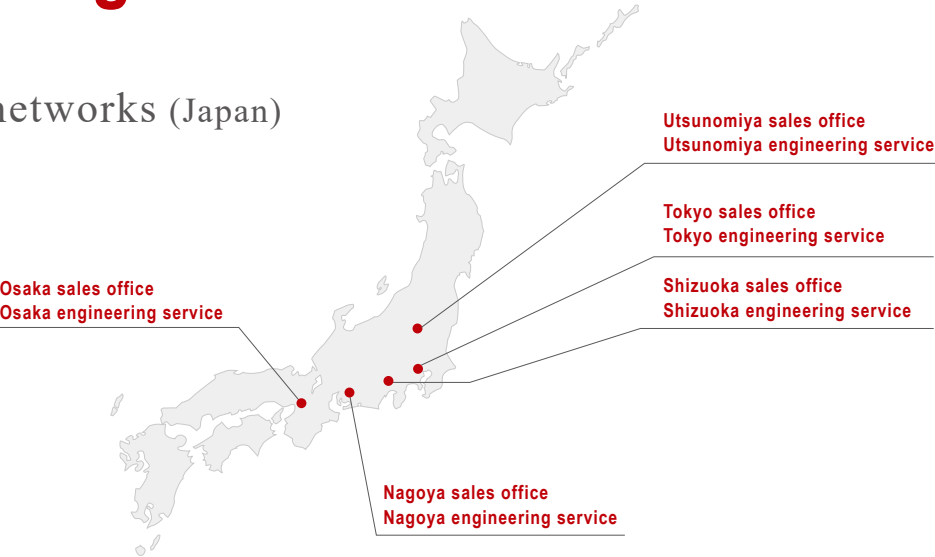 networks (Japan)
Utsunomiya sales office
Utsunomiya engineering service
Tokyo sales office
Tokyo engineering service
Osaka sales office
Osaka engineering service
Shizuoka sales office
Shizuoka engineering service
Nagoya sales office
Nagoya engineering service